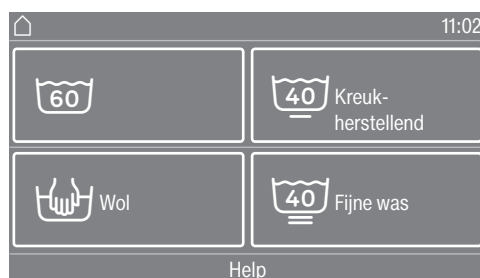 11:02
60
40 Kreuk-
herstellend
Wol
40 Fijne was
Help